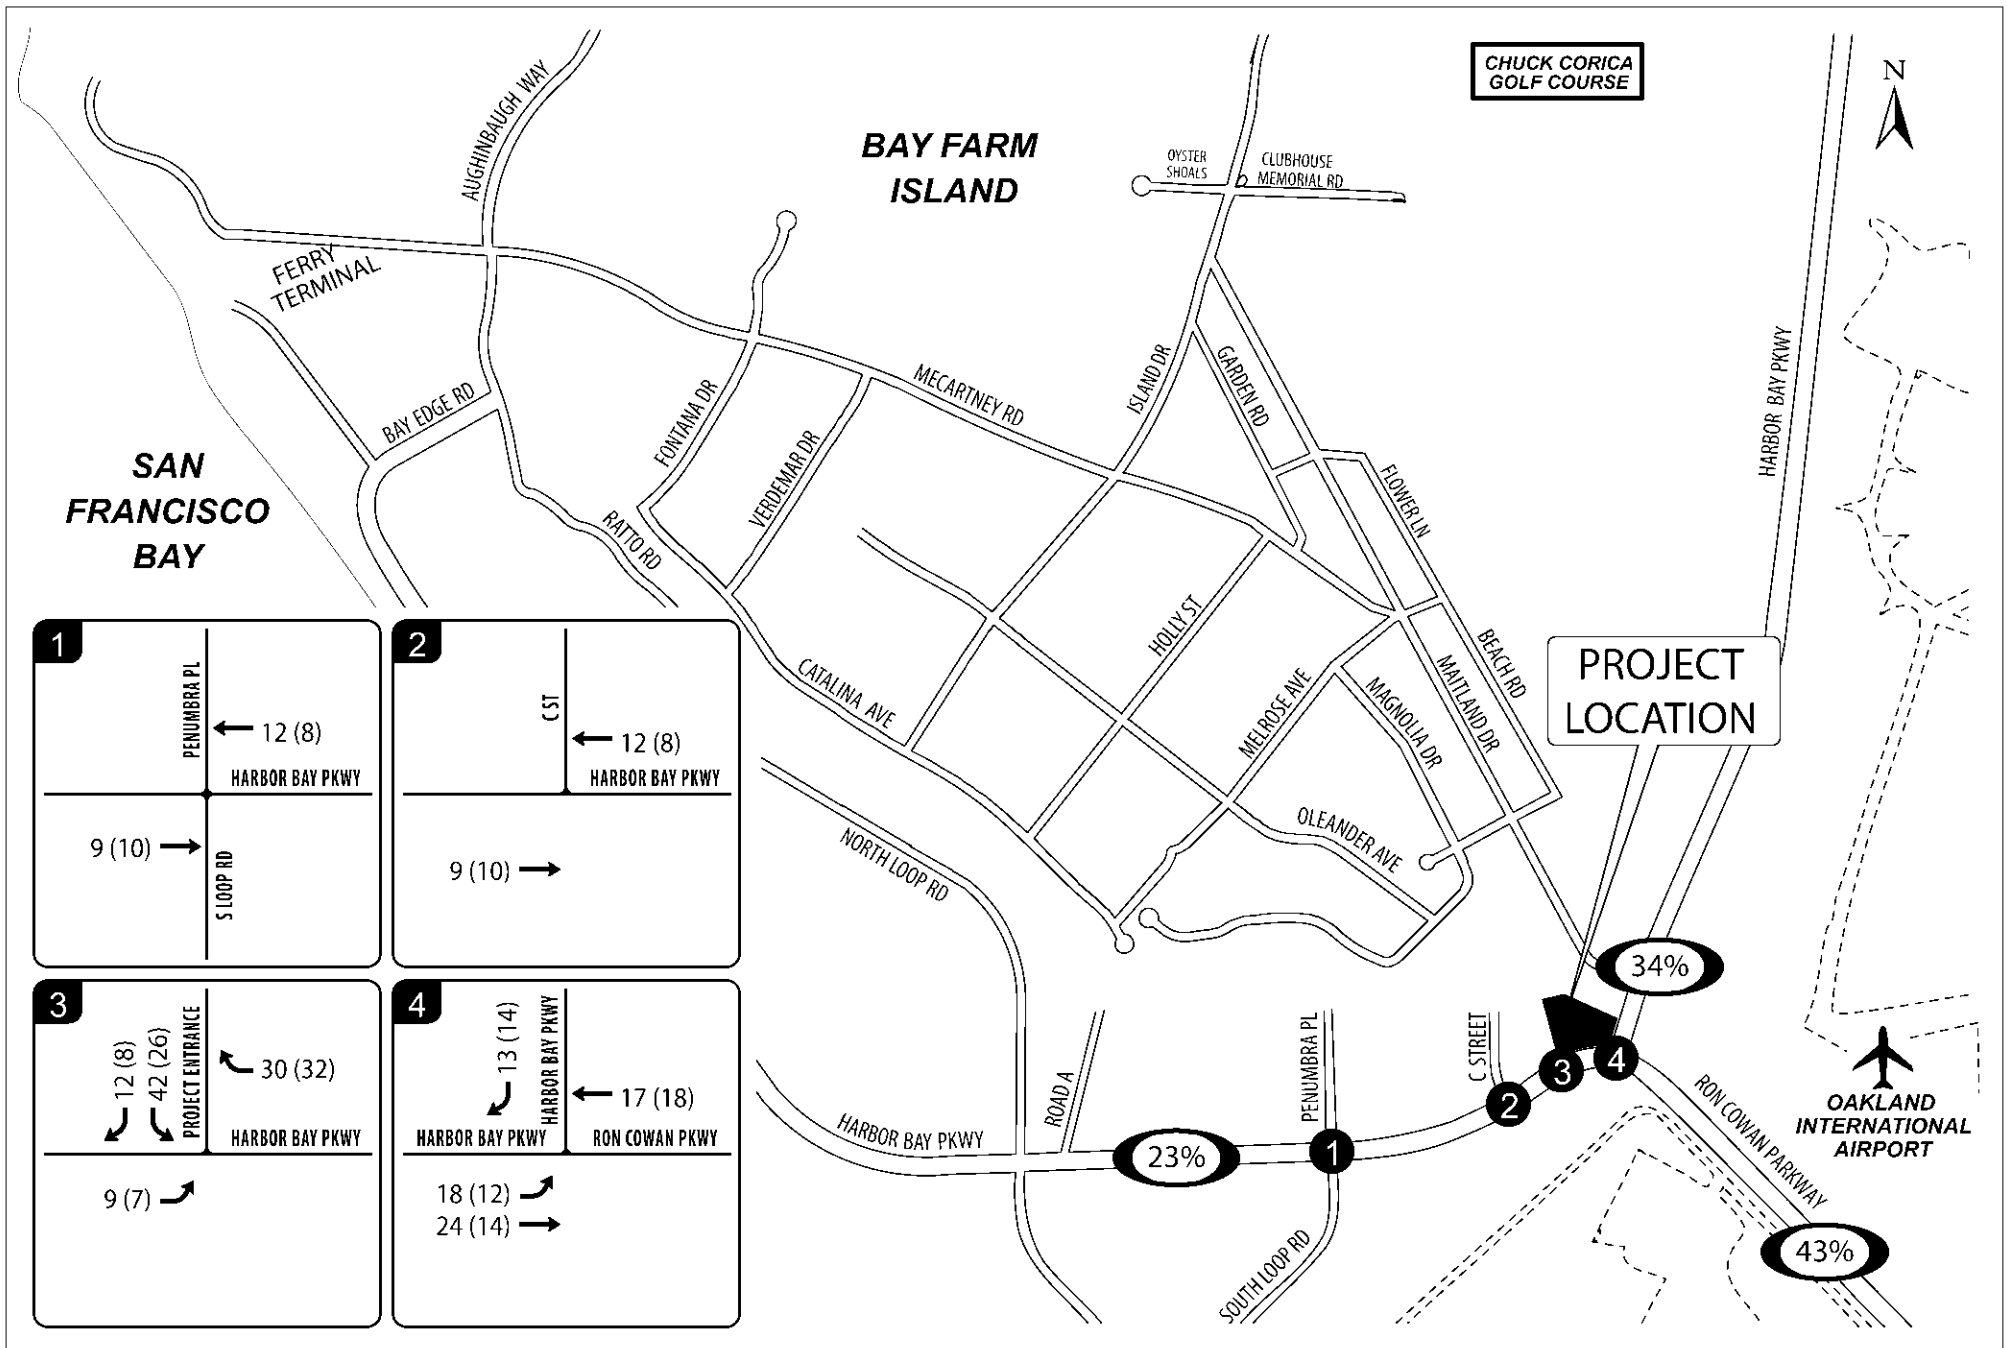 CHUCK CORICA
GOLF COURSE
N
AUGHINBAUGH WAY
BAY FARM
ISLAND
OYSTER
SHOALS
CLUBHOUSE
MEMORIAL RD
FERRY
TERMINAL
HARBOR BAY PKWY
ISLAND DR
GARDEN RD
MECARTNEY RD
BAY EDGE RD
FONTANA DR
VERDEMAR DR
FLOWER LN
SAN
FRANCISCO
BAY
RATTO RD
HOLLY ST
BEACH RD
MAITLAND DR
MAGNOLIA DR
MELROSE AVE
CATALINA AVE
PROJECT
LOCATION
OLEANDER AVE
NORTH LOOP RD
34%
C STREET
PENUMBRA PL
ROAD A
HARBOR BAY PKWY
23%
1
2
3
4
RON COWAN PARKWAY
OAKLAND
INTERNATIONAL
AIRPORT
SOUTH LOOP RD
43%
1
PENUMBRA PL
12 (8)
HARBOR BAY PKWY
9 (10)
S LOOP RD
2
C ST
12 (8)
HARBOR BAY PKWY
9 (10)
3
12 (8)
42 (26)
PROJECT ENTRANCE
30 (32)
HARBOR BAY PKWY
9 (7)
4
13 (14)
HARBOR BAY PKWY
17 (18)
HARBOR BAY PKWY
RON COWAN PKWY
18 (12)
24 (14)